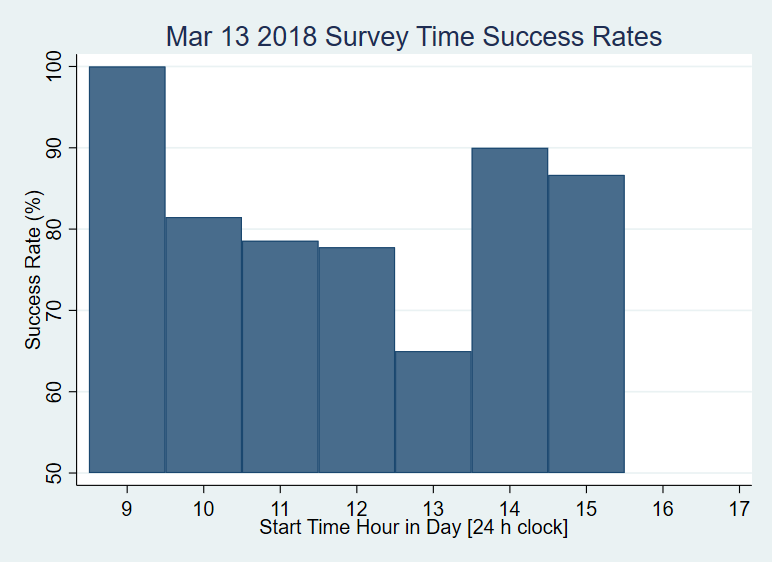 Mar 13 2018 Survey Time Success Rates
Success Rate (%)
100
90
80
70
60
50
9 10 11 12 13 14 15 16 17
Start Time Hour in Day [24 h clock]